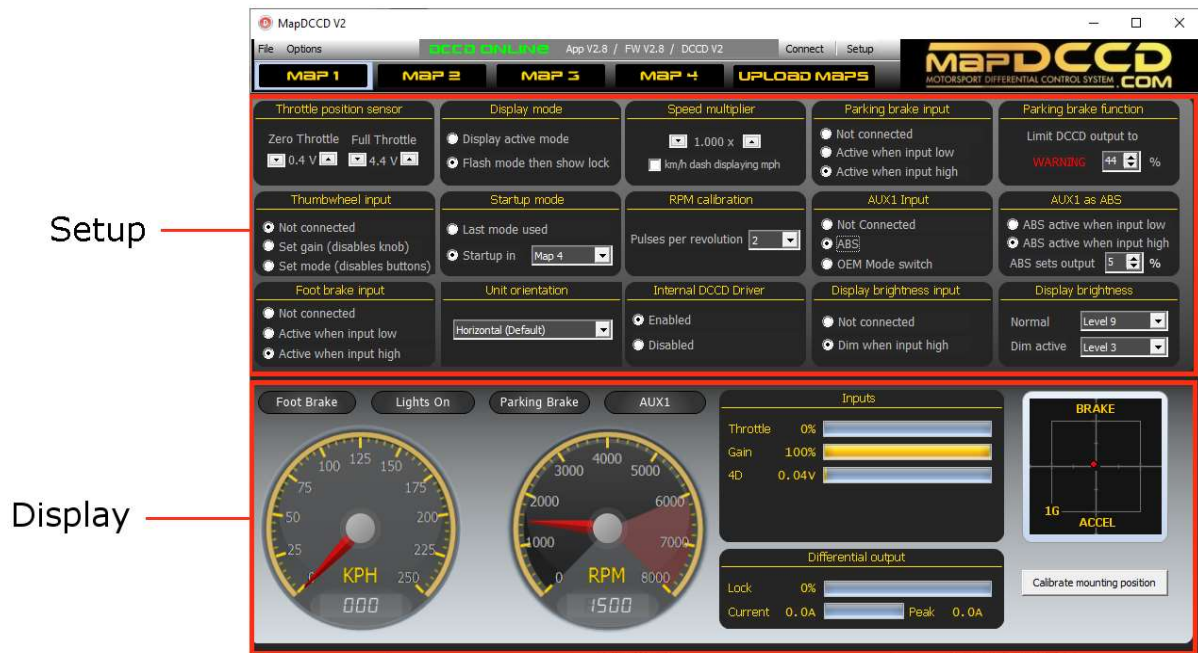 MapDCCD V2
File Options DCCD ONLINE App V2.8 / FW V2.8 / DCCD V2 Connect Setup
MAP 1 MAP 2 MAP 3 MAP 4 UPLOAD MAPS
MAPDCCD
MOTORSPORT DIFFERENTIAL CONTROL SYSTEM .COM
Setup
Throttle position sensor
Zero Throttle Full Throttle
0.4 V 4.4 V
Display mode
Display active mode
Flash mode then show lock
Speed multiplier
1.000 x
km/h dash displaying mph
Parking brake input
Not connected
Active when input low
Active when input high
Parking brake function
Limit DCCD output to
WARNING 44 %
Thumbwheel input
Not connected
Set gain (disables knob)
Set mode (disables buttons)
Startup mode
Last mode used
Startup in Map 4
RPM calibration
Pulses per revolution 2
AUX1 Input
Not Connected
ABS
OEM Mode switch
AUX1 as ABS
ABS active when input low
ABS active when input high
ABS sets output 5 %
Foot brake input
Not connected
Active when input low
Active when input high
Unit orientation
Horizontal (Default)
Internal DCCD Driver
Enabled
Disabled
Display brightness input
Not connected
Dim when input high
Display brightness
Normal Level 9
Dim active Level 3
Display
Foot Brake Lights On Parking Brake AUX1
0 25 50 75 100 125 150 175 200 225 250
KPH
000
0 1000 2000 3000 4000 5000 6000 7000 8000
RPM
1500
Inputs
Throttle 0%
Gain 100%
4D 0.04V
Differential output
Lock 0%
Current 0.0A Peak 0.0A
BRAKE
1G
ACCEL
Calibrate mounting position